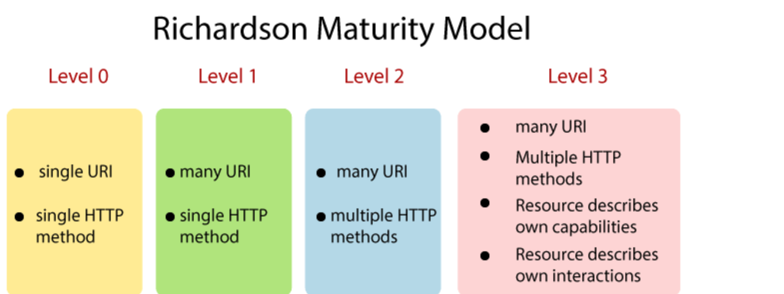 Richardson Maturity Model
Level 0
Level 1
Level 2
Level 3
● single URI
● single HTTP
method
● many URI
● single HTTP
method
● many URI
● multiple HTTP
methods
● many URI
● Multiple HTTP
methods
● Resource describes
own capabilities
● Resource describes
own interactions